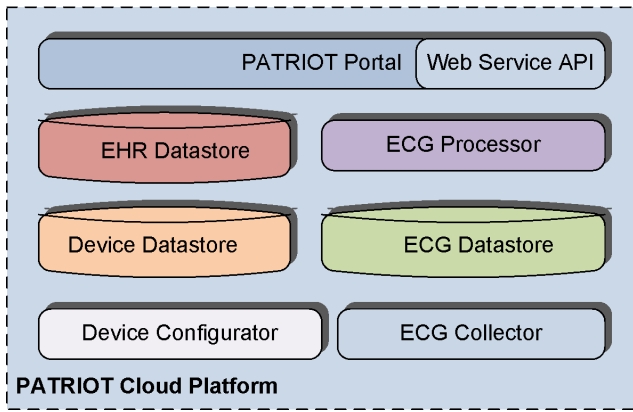 PATRIOT Portal
Web Service API
EHR Datastore
ECG Processor
Device Datastore
ECG Datastore
Device Configurator
ECG Collector
PATRIOT Cloud Platform